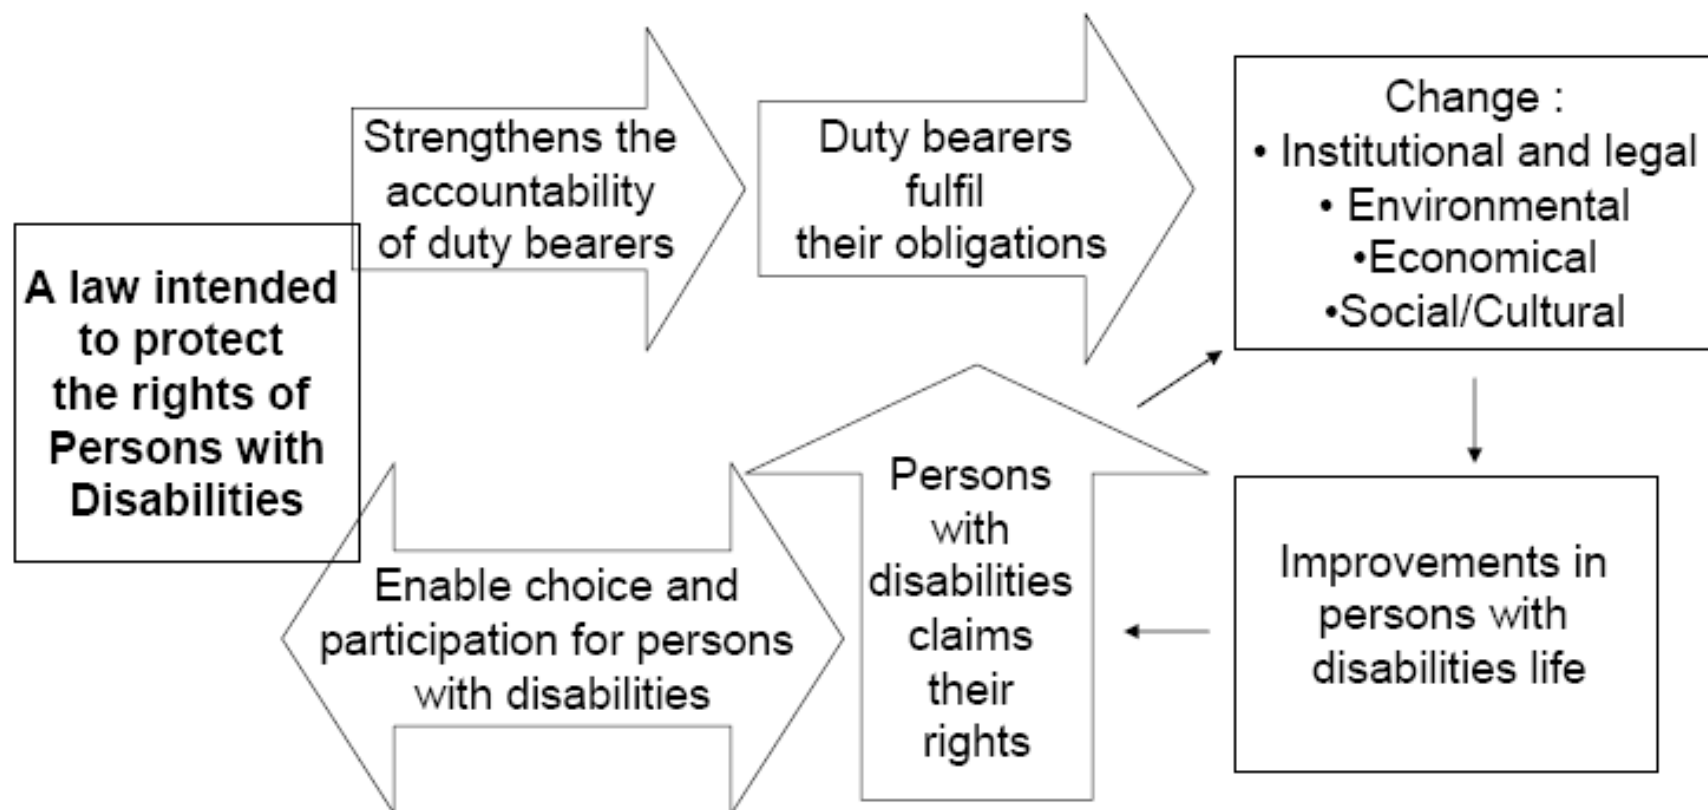 A law intended
to protect
the rights of
Persons with
Disabilities
Strengthens the
accountability
of duty bearers
Duty bearers
fulfil
their obligations
Change :
• Institutional and legal
• Environmental
•Economical
•Social/Cultural
Enable choice and
participation for persons
with disabilities
Persons
with
disabilities
claims
their
rights
Improvements in
persons with
disabilities life